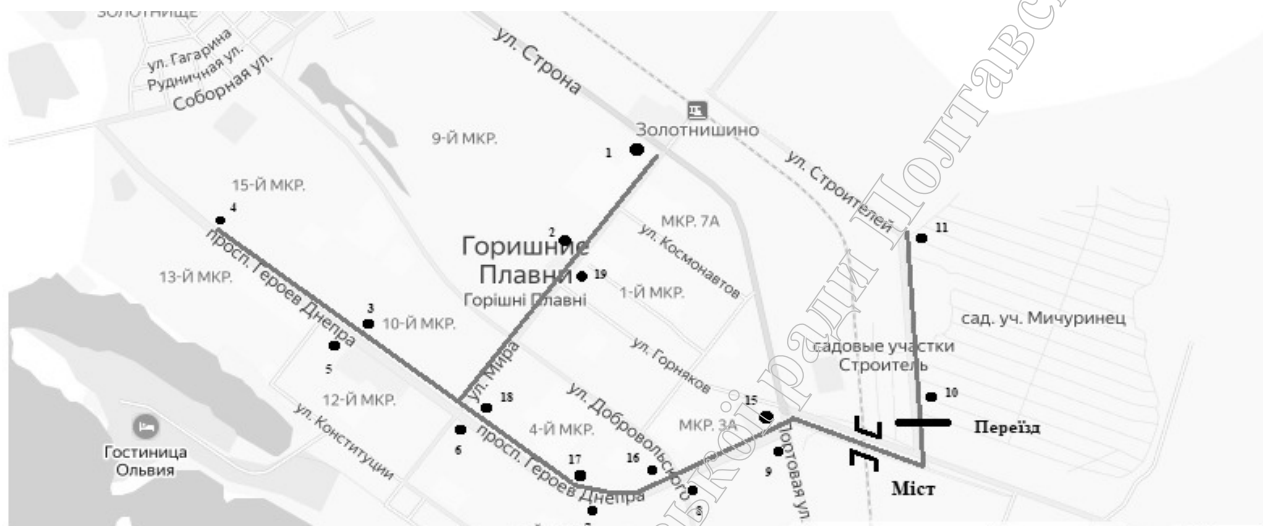 ЗОЛОТНИЩЕ
ул. Гагарина
Рудничная ул.
Соборная ул.
ул. Строна
Золотнишино
9-Й МКР.
1
ул. Строителей
15-Й МКР.
4
МКР. 7А
11
2
Горишние
Плавни
19
Горішні Плавні
ул. Космонавтов
просп. Героев Днепра
13-Й МКР.
1-Й МКР.
3
10-Й МКР.
5
сад. уч. Мичуринец
садовые участки
Строитель
ул. Горняков
ул. Мира
12-Й МКР.
18
ул. Добровольского
15
10
МКР. 3А
4-Й МКР.
Переїзд
6
просп. Героев Днепра
ул. Конституции
Гостиница
Ольвия
17
16
9
Портовая ул.
Міст
8
ької ради Полтавс